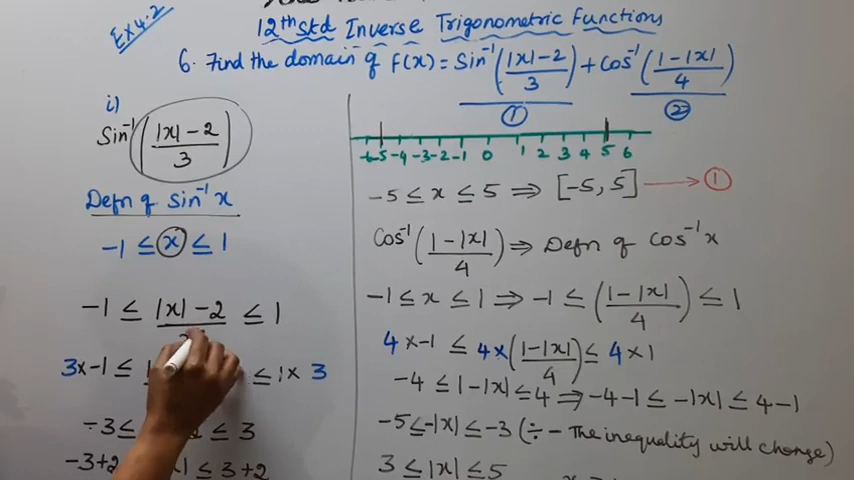 Ex 4.2
12th std Inverse Trigonometric Functions
6. Find the domain of f(x) = Sin⁻¹(|x|-2/3) + Cos⁻¹(1-|x|/4)
① ②
i)
Sin⁻¹(|x|-2/3)
Defn of sin⁻¹x
-1 ≤ x ≤ 1
-1 ≤ |x|-2 ≤ 1
3x-1 ≤ ≤ 1x 3
-3 ≤ ≤ 3
-3+2 ≤ 3+2
-6 -5 -4 -3 -2 -1 0 1 2 3 4 5 6
-5 ≤ x ≤ 5 ⇒ [-5, 5] → ①
Cos⁻¹(1-|x|/4) ⇒ Defn of cos⁻¹x
-1 ≤ x ≤ 1 ⇒ -1 ≤ (1-|x|/4) ≤ 1
4 x -1 ≤ 4x(1-|x|/4) ≤ 4 x 1
-4 ≤ 1-|x| ≤ 4 ⇒ -4-1 ≤ -|x| ≤ 4-1
-5 ≤ -|x| ≤ -3 (÷ - The inequality will change)
3 ≤ |x| ≤ 5